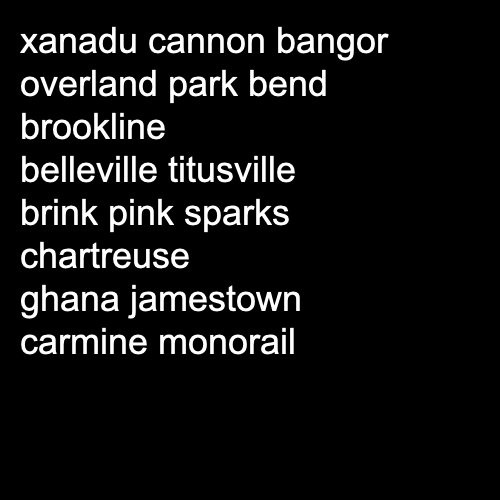 xanadu cannon bangor
overland park bend
brookline
belleville titusville
brink pink sparks
chartreuse
ghana jamestown
carmine monorail